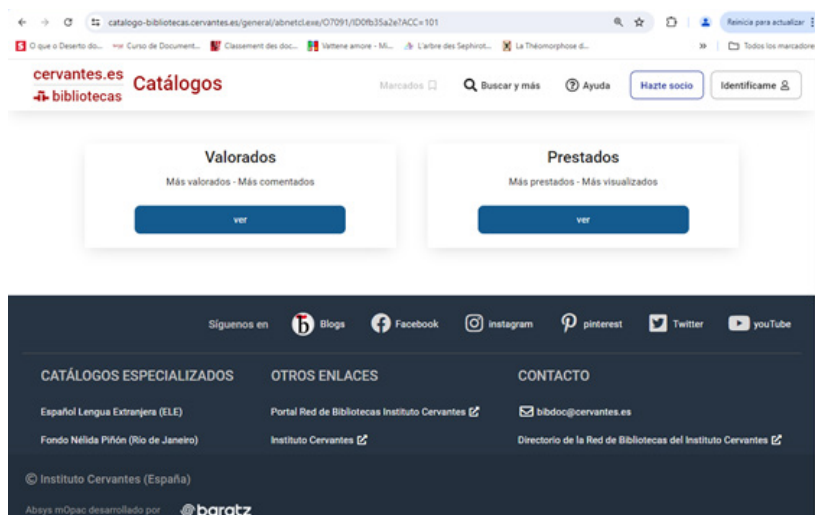 catalogo-bibliotecas.cervantes.es/general/abnetcl.exe/O7091/ID0fb35a2e?ACC=101
Reinicia para actualizar
O que o Deserto do... Curso de Document... Classement des doc... Vattene amore - Mi... L'arbre des Sephirot... La Théomorphose d... » Todos los marcadore
cervantes.es
bibliotecas
Catálogos
Marcados Buscar y más Ayuda Hazte socio Identifícame
Valorados
Más valorados - Más comentados
ver
Prestados
Más prestados - Más visualizados
ver
Síguenos en Blogs Facebook instagram pinterest Twitter youTube
CATÁLOGOS ESPECIALIZADOS
Español Lengua Extranjera (ELE)
Fondo Nélida Piñón (Río de Janeiro)
OTROS ENLACES
Portal Red de Bibliotecas Instituto Cervantes
Instituto Cervantes
CONTACTO
bibdoc@cervantes.es
Directorio de la Red de Bibliotecas del Instituto Cervantes
© Instituto Cervantes (España)
Absys mOpac desarrollado por baratz